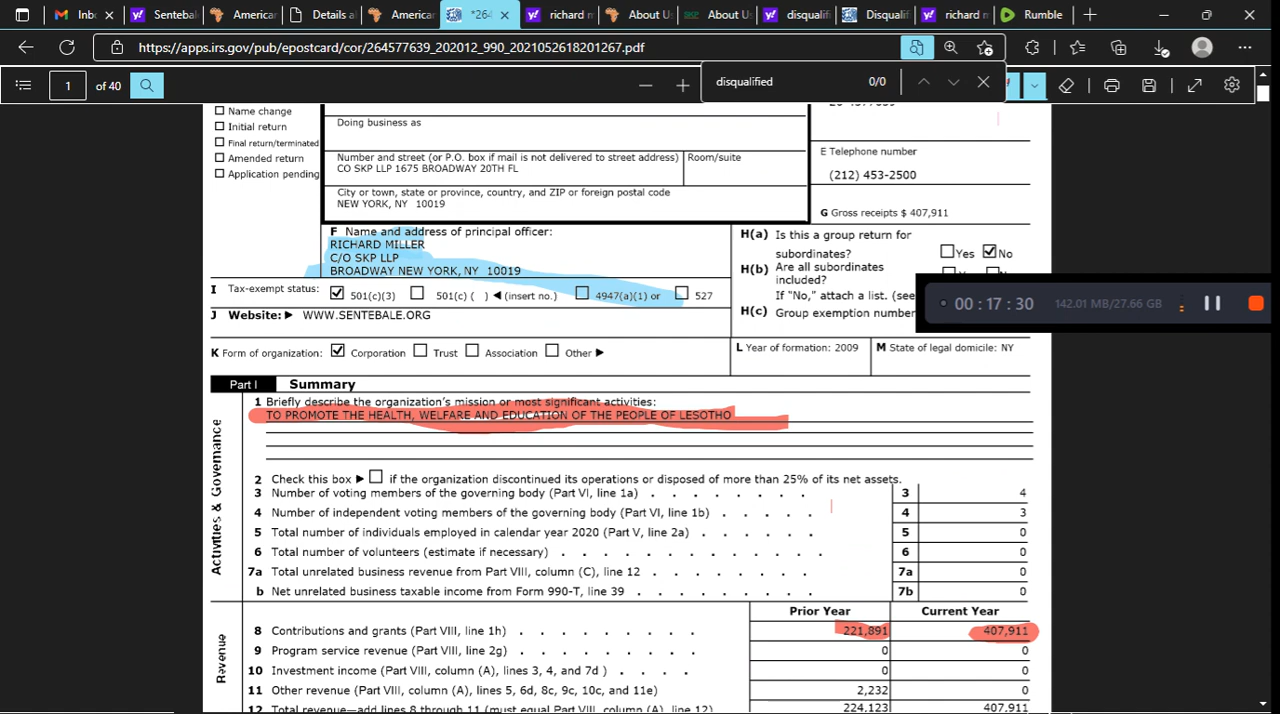 Inbo
Sentebal
American
Details a
American
*264
richard m
About Us
About Us
disqualifi
Disqualif
richard m
Rumble
https://apps.irs.gov/pub/epostcard/cor/264577639_202012_990_2021052618201267.pdf
1 of 40
disqualified 0/0
Name change
Initial return
Final return/terminated
Amended return
Application pending
Doing business as
Number and street (or P.O. box if mail is not delivered to street address) Room/suite
CO SKP LLP 1675 BROADWAY 20TH FL
City or town, state or province, country, and ZIP or foreign postal code
NEW YORK, NY 10019
E Telephone number
(212) 453-2500
G Gross receipts $ 407,911
F Name and address of principal officer:
RICHARD MILLER
C/O SKP LLP
BROADWAY NEW YORK, NY 10019
H(a) Is this a group return for
subordinates? Yes No
H(b) Are all subordinates
included?
If "No," attach a list. (see
H(c) Group exemption number
00:17:30 142.01 MB/27.66 GB
I Tax-exempt status: 501(c)(3) 501(c) ( ) (insert no.) 4947(a)(1) or 527
J Website: WWW.SENTEBALE.ORG
K Form of organization: Corporation Trust Association Other
L Year of formation: 2009
M State of legal domicile: NY
Part I Summary
Activities & Governance
1 Briefly describe the organization's mission or most significant activities:
TO PROMOTE THE HEALTH, WELFARE AND EDUCATION OF THE PEOPLE OF LESOTHO
2 Check this box if the organization discontinued its operations or disposed of more than 25% of its net assets.
3 Number of voting members of the governing body (Part VI, line 1a) . . . . . . . . 3 4
4 Number of independent voting members of the governing body (Part VI, line 1b) . . . . . 4 3
5 Total number of individuals employed in calendar year 2020 (Part V, line 2a) . . . . . . 5 0
6 Total number of volunteers (estimate if necessary) . . . . . . . . . . . . 6 0
7a Total unrelated business revenue from Part VIII, column (C), line 12 . . . . . . . . 7a 0
b Net unrelated business taxable income from Form 990-T, line 39 . . . . . . . . . 7b 0
Prior Year Current Year
Revenue
8 Contributions and grants (Part VIII, line 1h) . . . . . . . . . 221,891 407,911
9 Program service revenue (Part VIII, line 2g) . . . . . . . . . 0 0
10 Investment income (Part VIII, column (A), lines 3, 4, and 7d ) . . . . 0 0
11 Other revenue (Part VIII, column (A), lines 5, 6d, 8c, 9c, 10c, and 11e) 2,232 0
12 Total revenue—add lines 8 through 11 (must equal Part VIII, column (A), line 12) 224,123 407,911